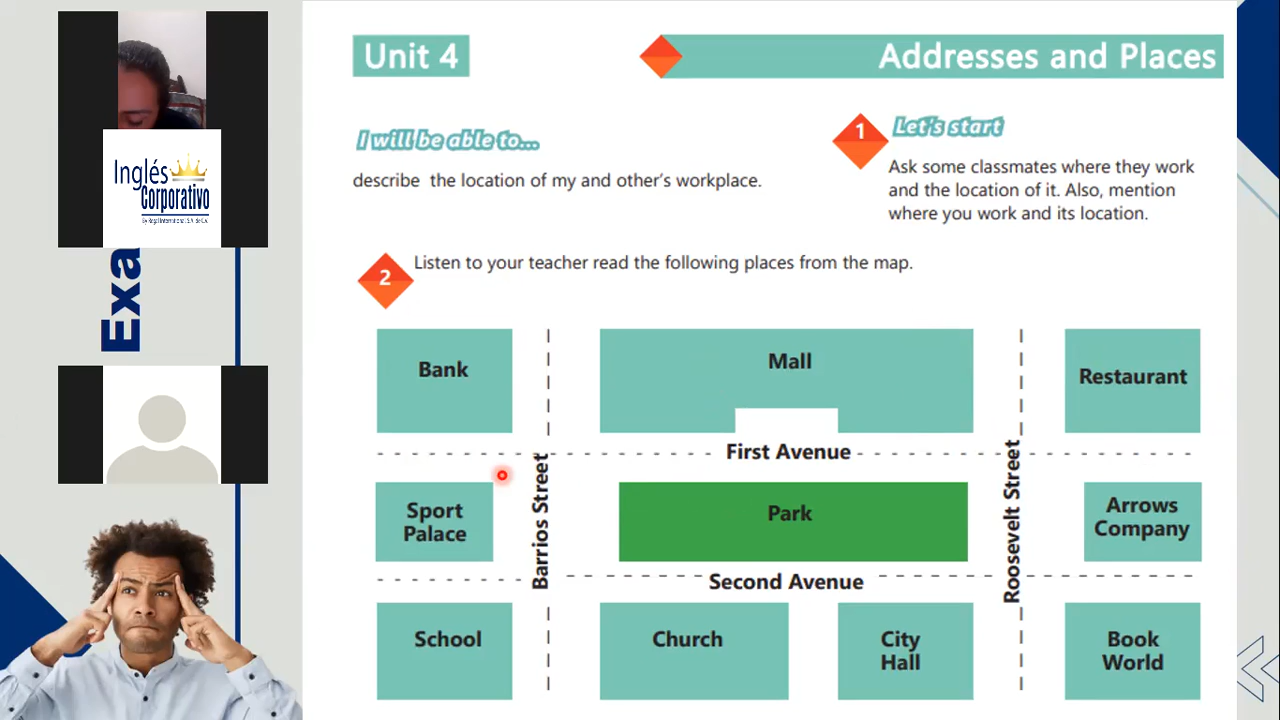 Inglés
Corporativo
By Regal International S.A. de C.V.
Exa
Unit 4
Addresses and Places
I will be able to...
describe the location of my and other's workplace.
1
Let's start
Ask some classmates where they work
and the location of it. Also, mention
where you work and its location.
2
Listen to your teacher read the following places from the map.
Bank
Mall
Restaurant
First Avenue
Sport
Palace
Barrios Street
Park
Roosevelt Street
Arrows
Company
Second Avenue
School
Church
City
Hall
Book
World